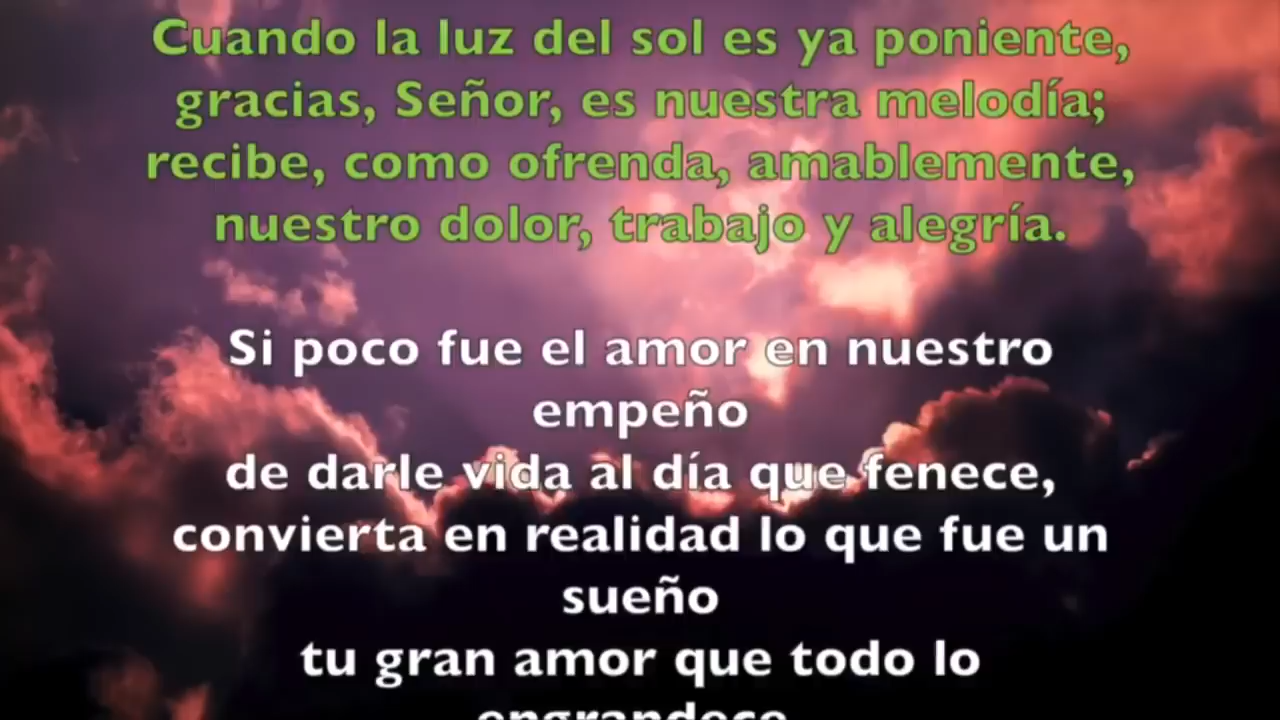 Cuando la luz del sol es ya poniente,
gracias, Señor, es nuestra melodía;
recibe, como ofrenda, amablemente,
nuestro dolor, trabajo y alegría.
Si poco fue el amor en nuestro
empeño
de darle vida al día que fenece,
convierta en realidad lo que fue un
sueño
tu gran amor que todo lo
engrandece.